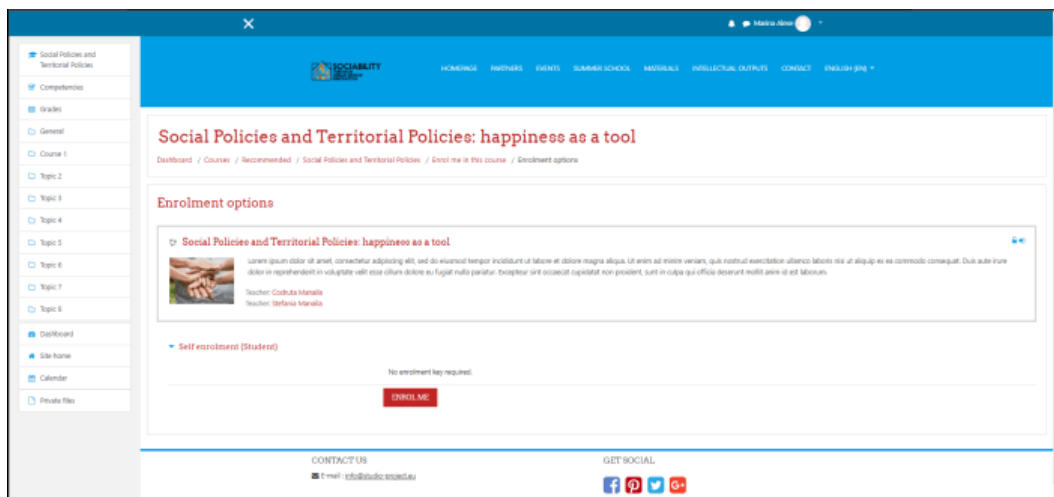 Social Policies and
Territorial Policies
Competencies
Grades
General
Course 1
Topic 2
Topic 3
Topic 4
Topic 5
Topic 6
Topic 7
Topic 8
Dashboard
Site home
Calendar
Private files
SOCIABILITY
HOMEPAGE PARTNERS EVENTS SUMMER SCHOOL MATERIALS INTELLECTUAL OUTPUTS CONTACT ENGLISH (EN)
Social Policies and Territorial Policies: happiness as a tool
Dashboard / Courses / Recommended / Social Policies and Territorial Policies / Enrol me in this course / Enrolment options
Enrolment options
Social Policies and Territorial Policies: happiness as a tool
Lorem ipsum dolor sit amet, consectetur adipiscing elit, sed do eiusmod tempor incididunt ut labore et dolore magna aliqua. Ut enim ad minim veniam, quis nostrud exercitation ullamco laboris nisi ut aliquip ex ea commodo consequat. Duis aute irure
dolor in reprehenderit in voluptate velit esse cillum dolore eu fugiat nulla pariatur. Excepteur sint occaecat cupidatat non proident, sunt in culpa qui officia deserunt mollit anim id est laborum.
Teacher: Codruta Manaila
Teacher: Stefania Manaila
Self enrolment (Student)
No enrolment key required.
ENROL ME
CONTACT US
E-mail : info@studio-project.eu
GET SOCIAL